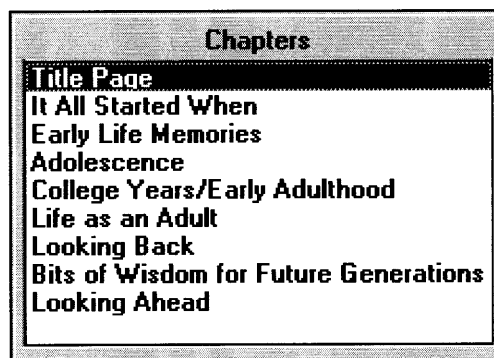 Chapters
Title Page
It All Started When
Early Life Memories
Adolescence
College Years/Early Adulthood
Life as an Adult
Looking Back
Bits of Wisdom for Future Generations
Looking Ahead